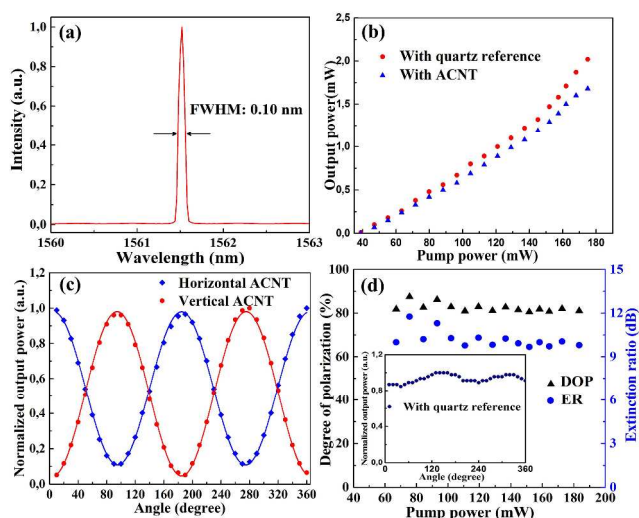 (a)
Intensity (a.u.)
1,0
0,8
0,6
0,4
0,2
0,0
FWHM: 0.10 nm
1560 1561 1562 1563
Wavelength (nm)
(b)
Output power(mW)
2,5
2,0
1,5
1,0
0,5
0,0
With quartz reference
With ACNT
40 60 80 100 120 140 160 180
Pump power (mW)
(c)
Normalized output power (a.u.)
1,0
0,8
0,6
0,4
0,2
0,0
Horizontal ACNT
Vertical ACNT
0 40 80 120 160 200 240 280 320 360
Angle (degree)
(d)
Degree of polarization (%)
100
80
60
40
20
0
Extinction ratio (dB)
15
12
9
6
3
0
DOP
ER
Normalized output power (a.u.)
1,2
0,8
0,4
0,0
With quartz reference
0 120 240 360
Angle (degree)
40 60 80 100 120 140 160 180 200
Pump power (mW)